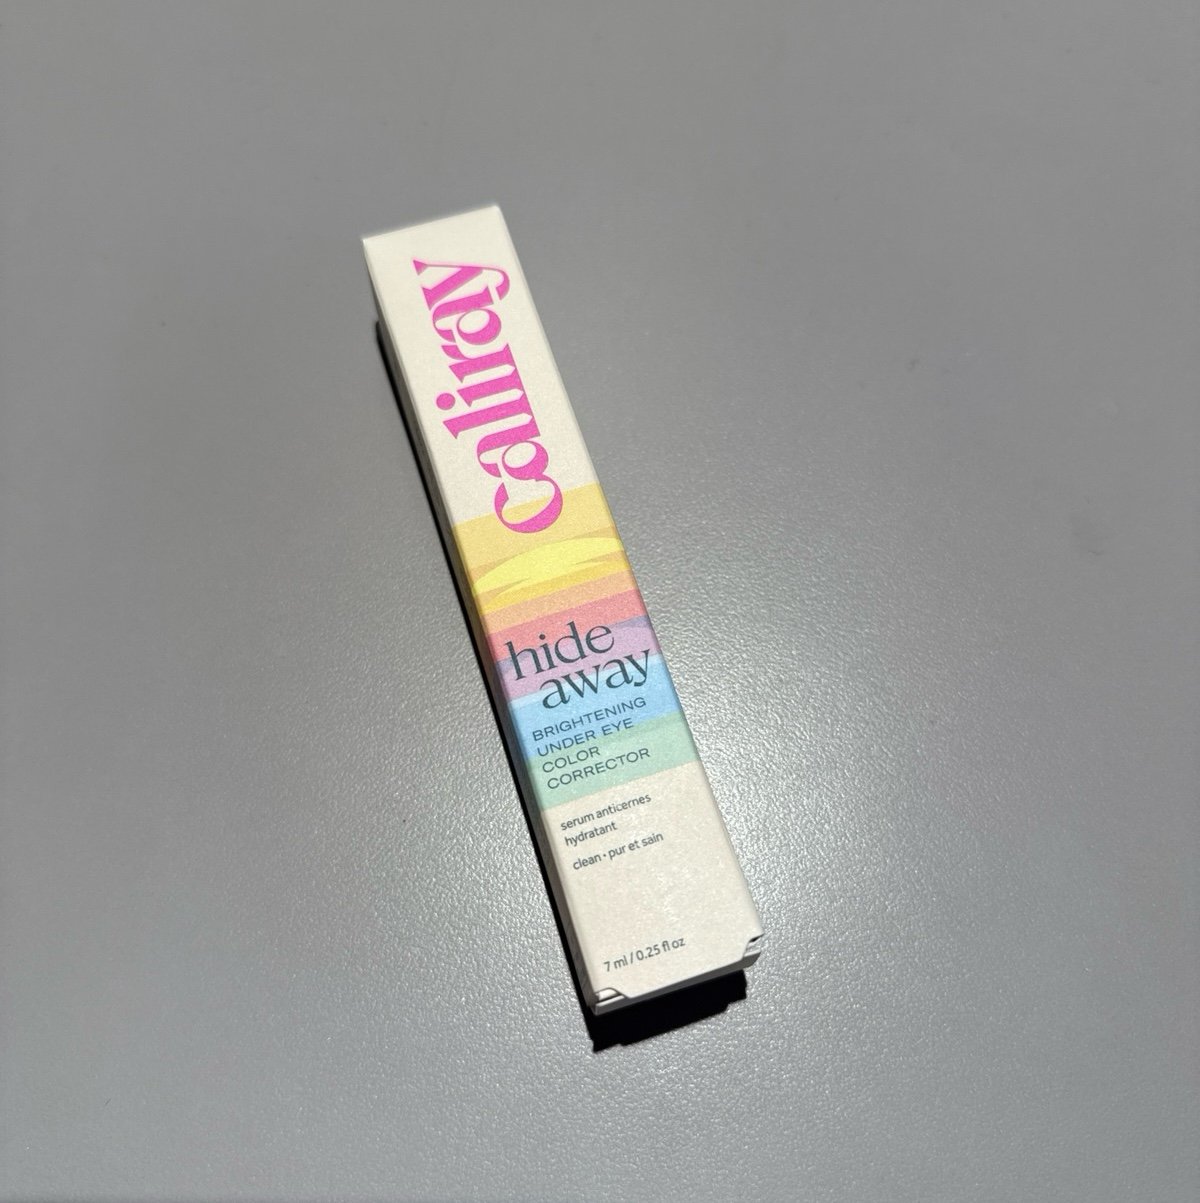 caliray
hide
away
BRIGHTENING
UNDER EYE
COLOR
CORRECTOR
serum anticernes
hydratant
clean • pur et sain
7 ml / 0.25 fl oz